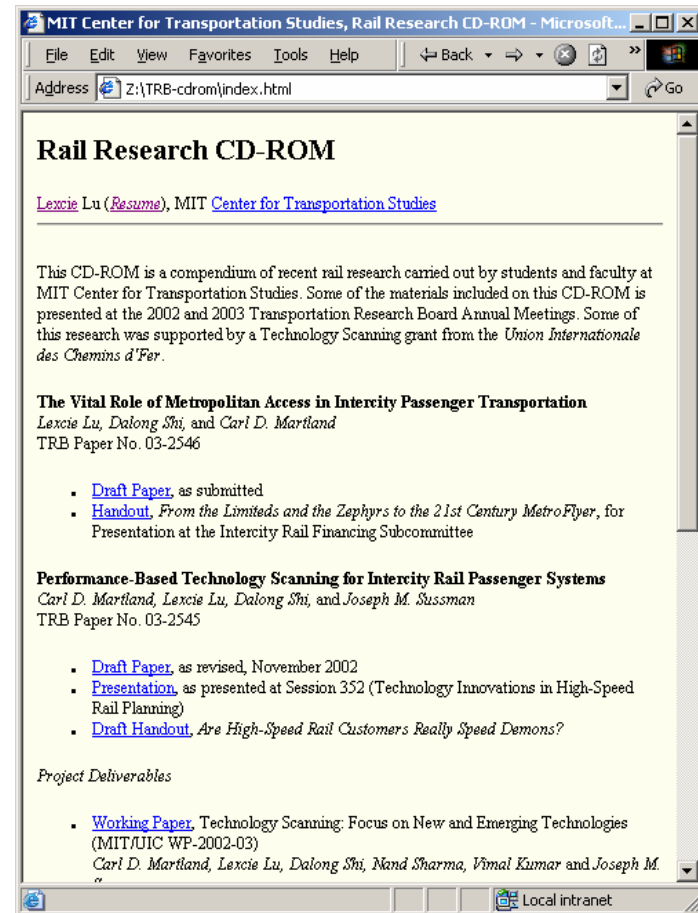 MIT Center for Transportation Studies, Rail Research CD-ROM - Microsoft...
File Edit View Favorites Tools Help Back »
Address Z:\TRB-cdrom\index.html Go
Rail Research CD-ROM
Lexcie Lu (Resume), MIT Center for Transportation Studies
This CD-ROM is a compendium of recent rail research carried out by students and faculty at
MIT Center for Transportation Studies. Some of the materials included on this CD-ROM is
presented at the 2002 and 2003 Transportation Research Board Annual Meetings. Some of
this research was supported by a Technology Scanning grant from the Union Internationale
des Chemins d'Fer.
The Vital Role of Metropolitan Access in Intercity Passenger Transportation
Lexcie Lu, Dalong Shi, and Carl D. Martland
TRB Paper No. 03-2546
▪ Draft Paper, as submitted
▪ Handout, From the Limiteds and the Zephyrs to the 21st Century MetroFlyer, for
Presentation at the Intercity Rail Financing Subcommittee
Performance-Based Technology Scanning for Intercity Rail Passenger Systems
Carl D. Martland, Lexcie Lu, Dalong Shi, and Joseph M. Sussman
TRB Paper No. 03-2545
▪ Draft Paper, as revised, November 2002
▪ Presentation, as presented at Session 352 (Technology Innovations in High-Speed
Rail Planning)
▪ Draft Handout, Are High-Speed Rail Customers Really Speed Demons?
Project Deliverables
▪ Working Paper, Technology Scanning: Focus on New and Emerging Technologies
(MIT/UIC WP-2002-03)
Carl D. Martland, Lexcie Lu, Dalong Shi, Nand Sharma, Vimal Kumar and Joseph M.
Local intranet